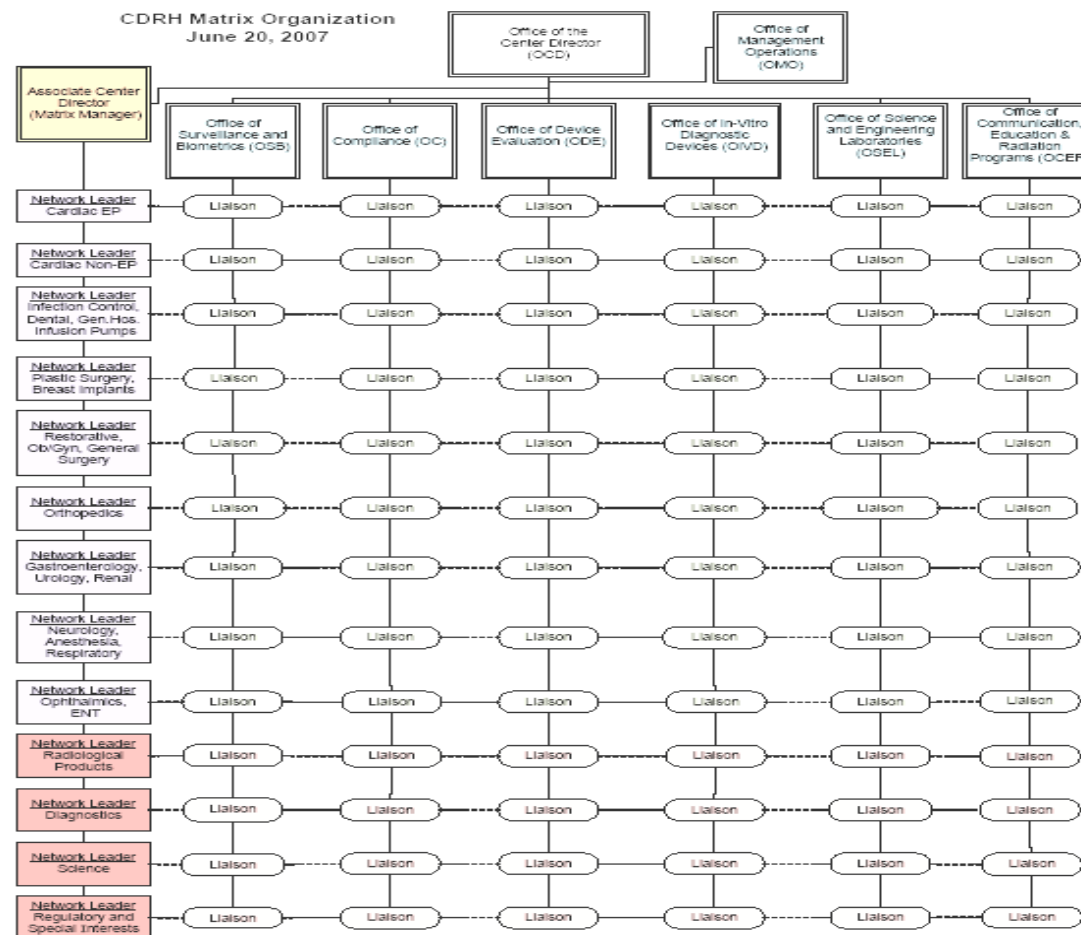 CDRH Matrix Organization
June 20, 2007
Office of the
Center Director
(OCD)
Office of
Management
Operations
(OMO)
Associate Center
Director
(Matrix Manager)
Office of
Surveillance and
Biometrics (OSB)
Office of
Compliance (OC)
Office of Device
Evaluation (ODE)
Office of In-Vitro
Diagnostic
Devices (OIVD)
Office of Science
and Engineering
Laboratories
(OSEL)
Office of
Communication,
Education &
Radiation
Programs (OCER
Network Leader
Cardiac EP
Liaison Liaison Liaison Liaison Liaison Liaison
Network Leader
Cardiac Non-EP
Liaison Liaison Liaison Liaison Liaison Liaison
Network Leader
Infection Control,
Dental, Gen.Hos.
Infusion Pumps
Liaison Liaison Liaison Liaison Liaison Liaison
Network Leader
Plastic Surgery,
Breast Implants
Liaison Liaison Liaison Liaison Liaison Liaison
Network Leader
Restorative,
Ob/Gyn, General
Surgery
Liaison Liaison Liaison Liaison Liaison Liaison
Network Leader
Orthopedics
Liaison Liaison Liaison Liaison Liaison Liaison
Network Leader
Gastroenterology,
Urology, Renal
Liaison Liaison Liaison Liaison Liaison Liaison
Network Leader
Neurology,
Anesthesia,
Respiratory
Liaison Liaison Liaison Liaison Liaison Liaison
Network Leader
Ophthalmics,
ENT
Liaison Liaison Liaison Liaison Liaison Liaison
Network Leader
Radiological
Products
Liaison Liaison Liaison Liaison Liaison Liaison
Network Leader
Diagnostics
Liaison Liaison Liaison Liaison Liaison Liaison
Network Leader
Science
Liaison Liaison Liaison Liaison Liaison Liaison
Network Leader
Regulatory and
Special Interests
Liaison Liaison Liaison Liaison Liaison Liaison